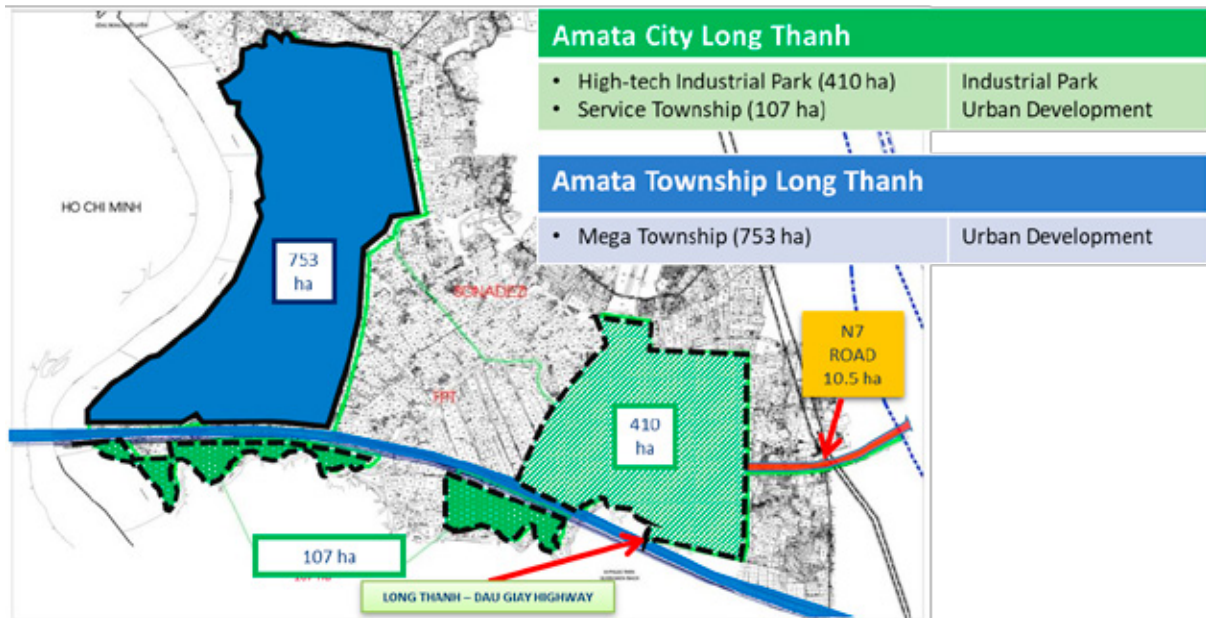 Amata City Long Thanh
• High-tech Industrial Park (410 ha)
Industrial Park
• Service Township (107 ha)
Urban Development
Amata Township Long Thanh
• Mega Township (753 ha)
Urban Development
HO CHI MINH
753
ha
SONADEZI
N7
ROAD
10.5 ha
FPT
410
ha
107 ha
LONG THANH – DAU GIAY HIGHWAY